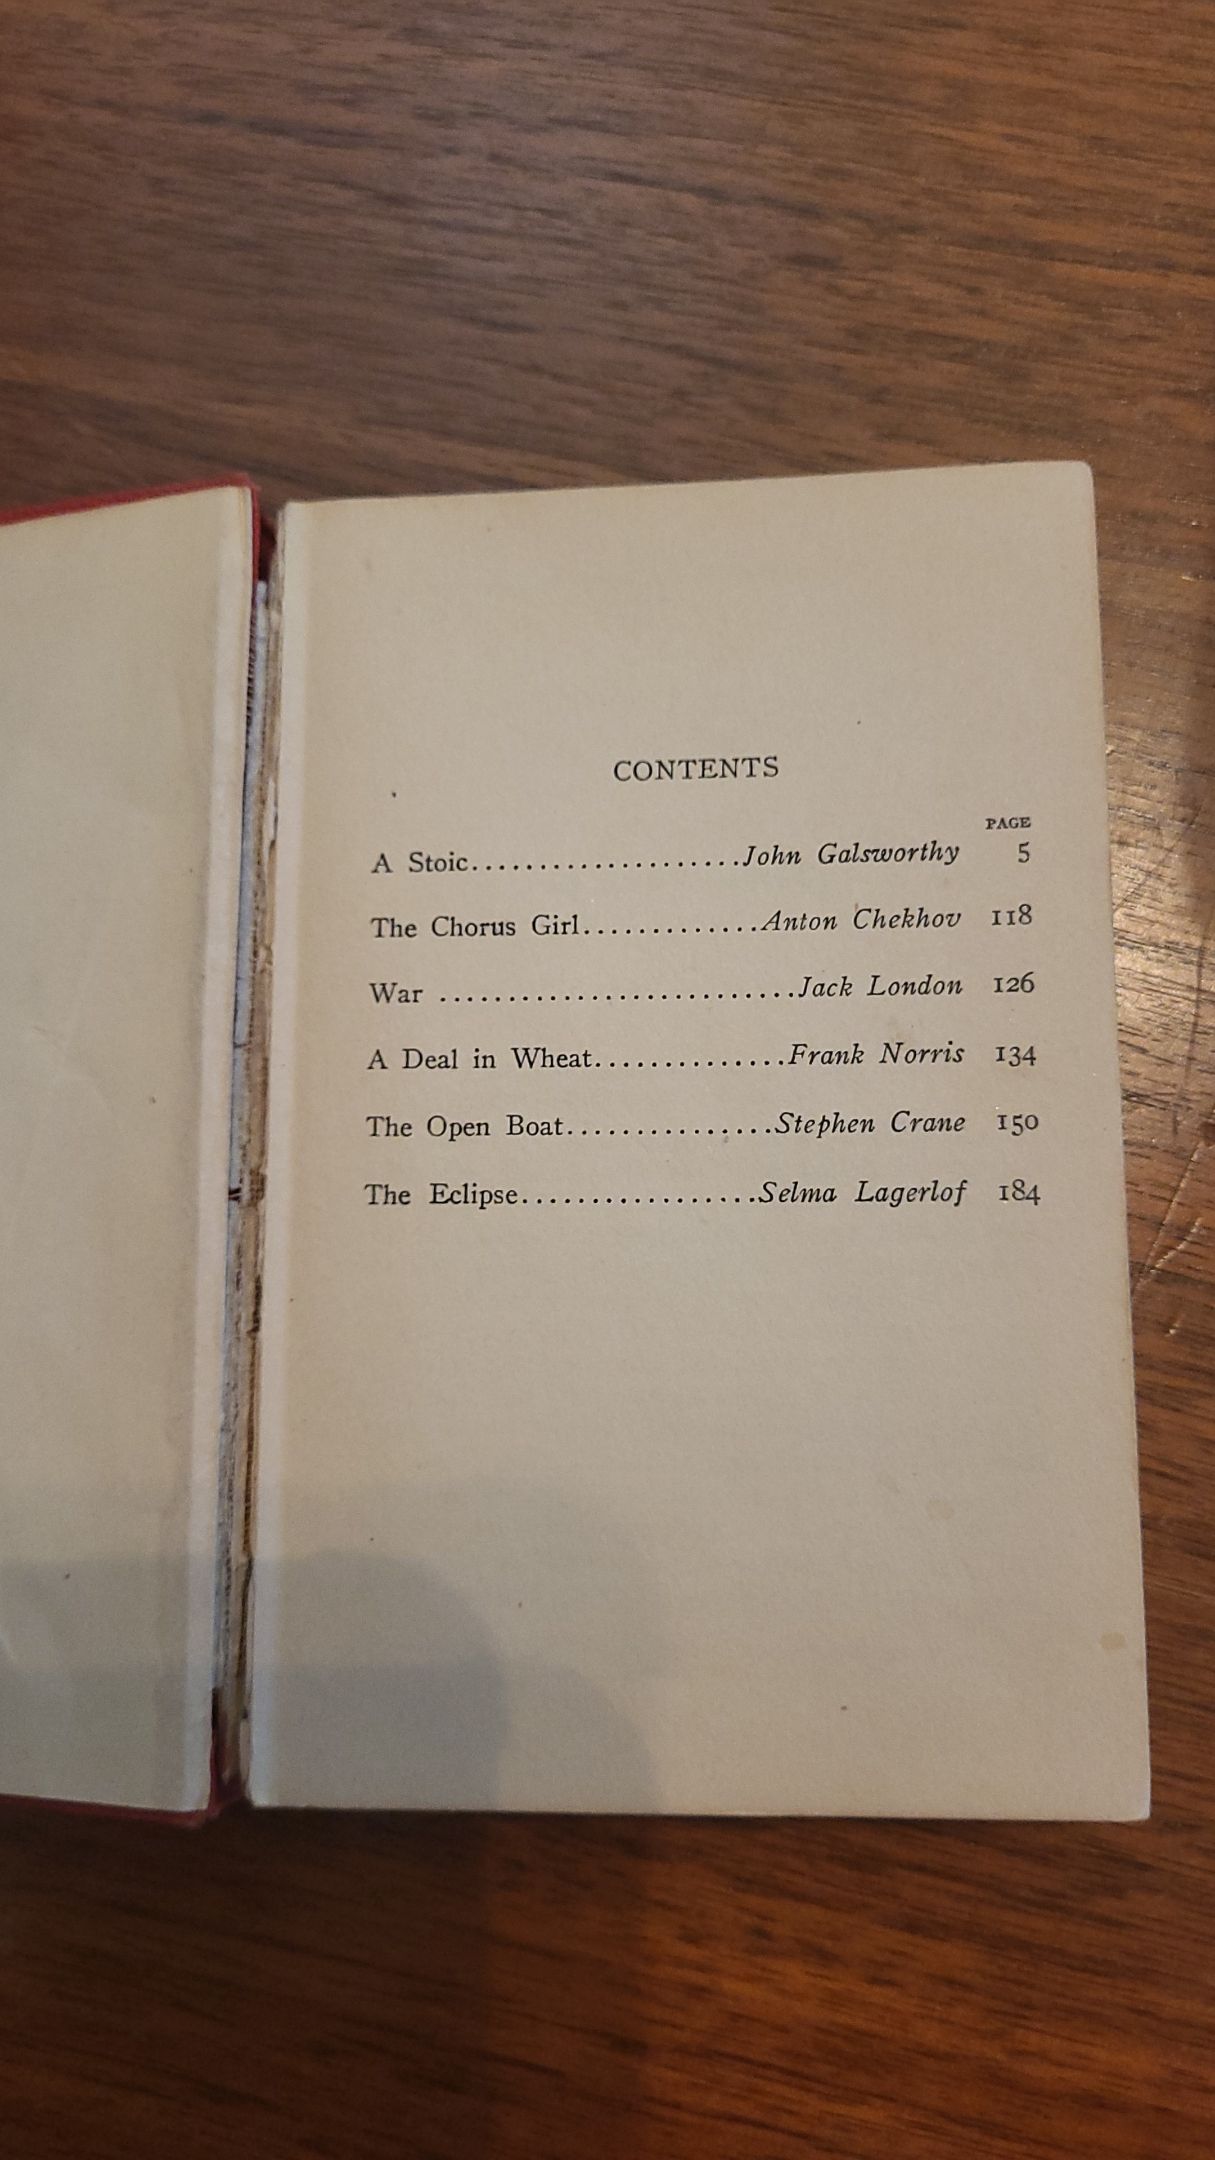 CONTENTS
PAGE
A Stoic....................John Galsworthy 5
The Chorus Girl.............Anton Chekhov 118
War ..........................Jack London 126
A Deal in Wheat..............Frank Norris 134
The Open Boat...............Stephen Crane 150
The Eclipse.................Selma Lagerlof 184